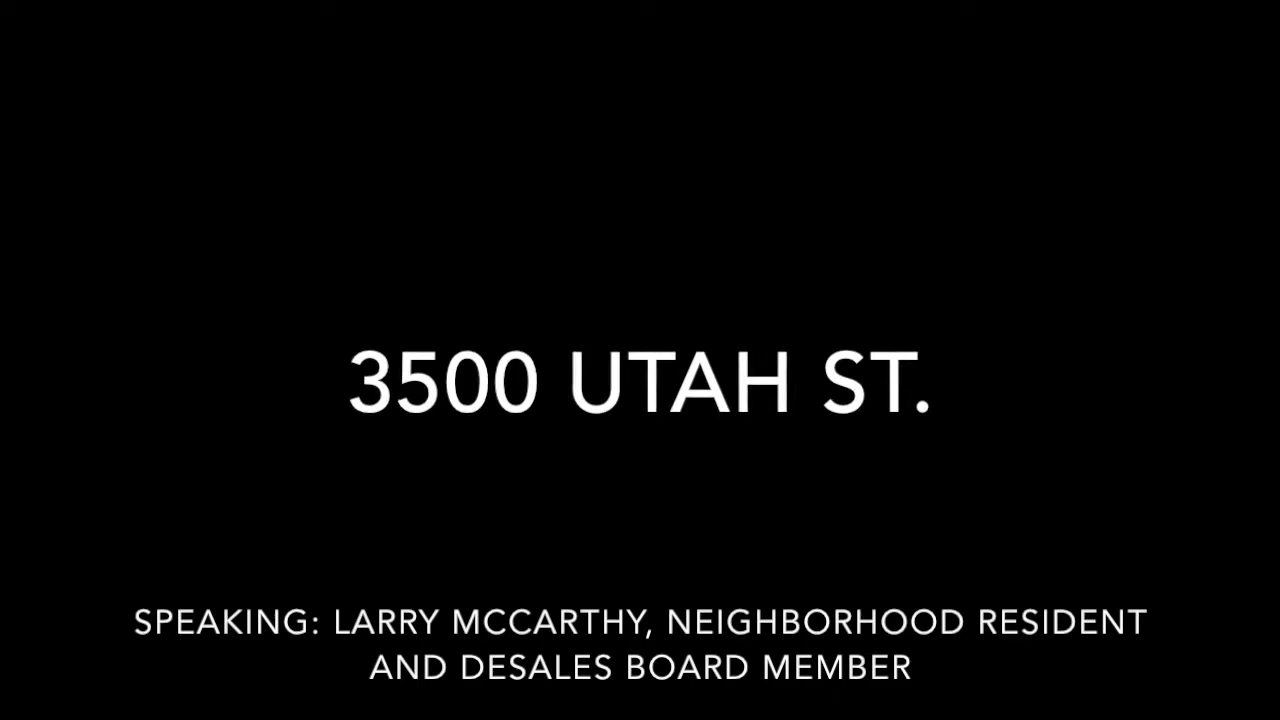 3500 UTAH ST.
SPEAKING: LARRY MCCARTHY, NEIGHBORHOOD RESIDENT
AND DESALES BOARD MEMBER